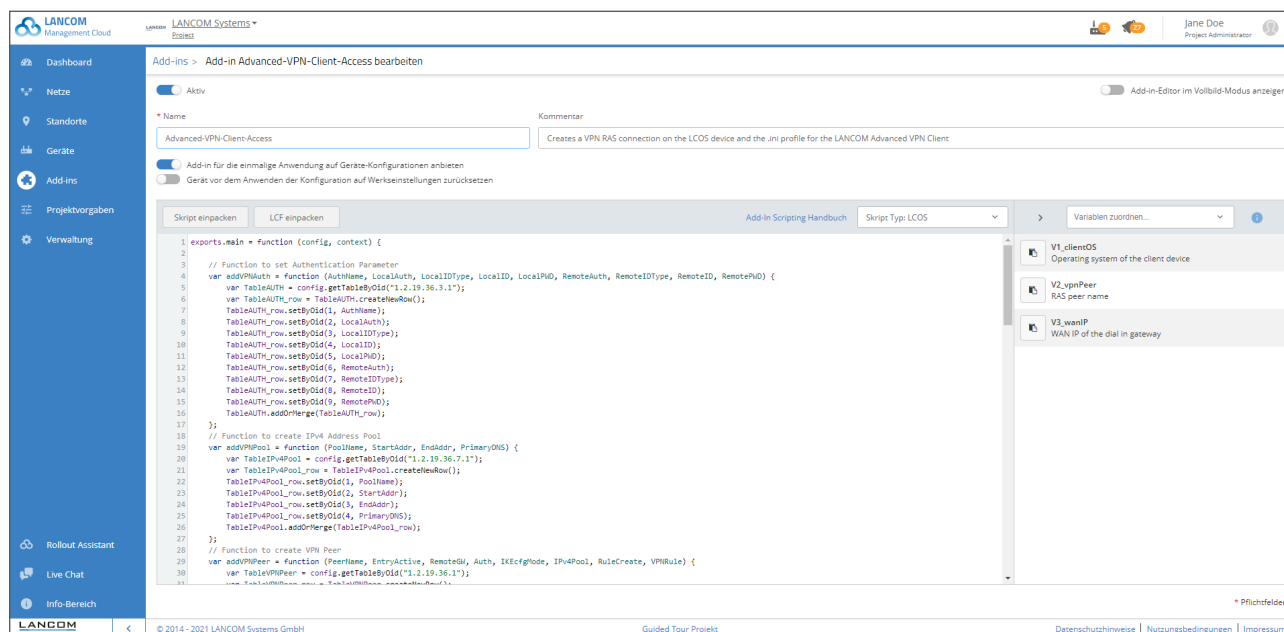 LANCOM
Management Cloud
LANCOM LANCOM Systems
Project
5
27
Jane Doe
Project Administrator
Dashboard
Netze
Standorte
Geräte
Add-ins
Projektvorgaben
Verwaltung
Rollout Assistant
Live Chat
Info-Bereich
LANCOM
<
Add-ins > Add-in Advanced-VPN-Client-Access bearbeiten
Aktiv
Add-in-Editor im Vollbild-Modus anzeigen
* Name
Kommentar
Advanced-VPN-Client-Access
Creates a VPN RAS connection on the LCOS device and the .ini profile for the LANCOM Advanced VPN Client
Add-in für die einmalige Anwendung auf Geräte-Konfigurationen anbieten
Gerät vor dem Anwenden der Konfiguration auf Werkseinstellungen zurücksetzen
Skript einpacken
LCF einpacken
Add-In Scripting Handbuch
Skript Typ: LCOS
>
Variablen zuordnen...
1 exports.main = function (config, context) {
2
3 // Function to set Authentication Parameter
4 var addVPNAuth = function (AuthName, LocalAuth, LocalIDType, LocalID, LocalPWD, RemoteAuth, RemoteIDType, RemoteID, RemotePWD) {
5 var TableAUTH = config.getTableByOid("1.2.19.36.3.1");
6 var TableAUTH_row = TableAUTH.createNewRow();
7 TableAUTH_row.setByOid(1, AuthName);
8 TableAUTH_row.setByOid(2, LocalAuth);
9 TableAUTH_row.setByOid(3, LocalIDType);
10 TableAUTH_row.setByOid(4, LocalID);
11 TableAUTH_row.setByOid(5, LocalPWD);
12 TableAUTH_row.setByOid(6, RemoteAuth);
13 TableAUTH_row.setByOid(7, RemoteIDType);
14 TableAUTH_row.setByOid(8, RemoteID);
15 TableAUTH_row.setByOid(9, RemotePWD);
16 TableAUTH.addOrMerge(TableAUTH_row);
17 };
18 // Function to create IPv4 Address Pool
19 var addVPNPool = function (PoolName, StartAddr, EndAddr, PrimaryDNS) {
20 var TableIPv4Pool = config.getTableByOid("1.2.19.36.7.1");
21 var TableIPv4Pool_row = TableIPv4Pool.createNewRow();
22 TableIPv4Pool_row.setByOid(1, PoolName);
23 TableIPv4Pool_row.setByOid(2, StartAddr);
24 TableIPv4Pool_row.setByOid(3, EndAddr);
25 TableIPv4Pool_row.setByOid(4, PrimaryDNS);
26 TableIPv4Pool.addOrMerge(TableIPv4Pool_row);
27 };
28 // Function to create VPN Peer
29 var addVPNPeer = function (PeerName, EntryActive, RemoteGW, Auth, IKEcfgMode, IPv4Pool, RuleCreate, VPNRule) {
30 var TableVPNPeer = config.getTableByOid("1.2.19.36.1");
31 var TableVPNPeer_row = TableVPNPeer.createNewRow();
V1_clientOS
Operating system of the client device
V2_vpnPeer
RAS peer name
V3_wanIP
WAN IP of the dial in gateway
* Pflichtfelder
© 2014 - 2021 LANCOM Systems GmbH
Guided Tour Projekt
Datenschutzhinweise | Nutzungsbedingungen | Impressum